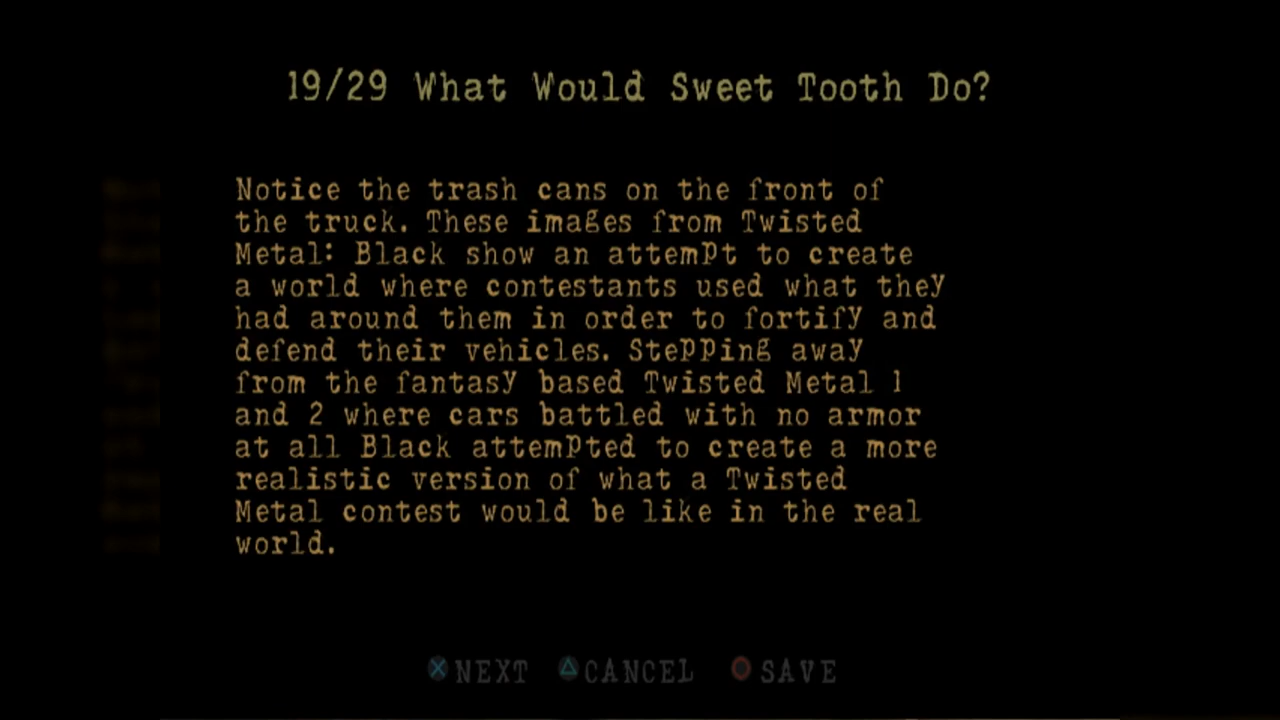 19/29 What Would Sweet Tooth Do?
Notice the trash cans on the front of
the truck. These images from Twisted
Metal: Black show an attempt to create
a world where contestants used what they
had around them in order to fortify and
defend their vehicles. Stepping away
from the fantasy based Twisted Metal 1
and 2 where cars battled with no armor
at all Black attempted to create a more
realistic version of what a Twisted
Metal contest would be like in the real
world.
NEXT CANCEL SAVE